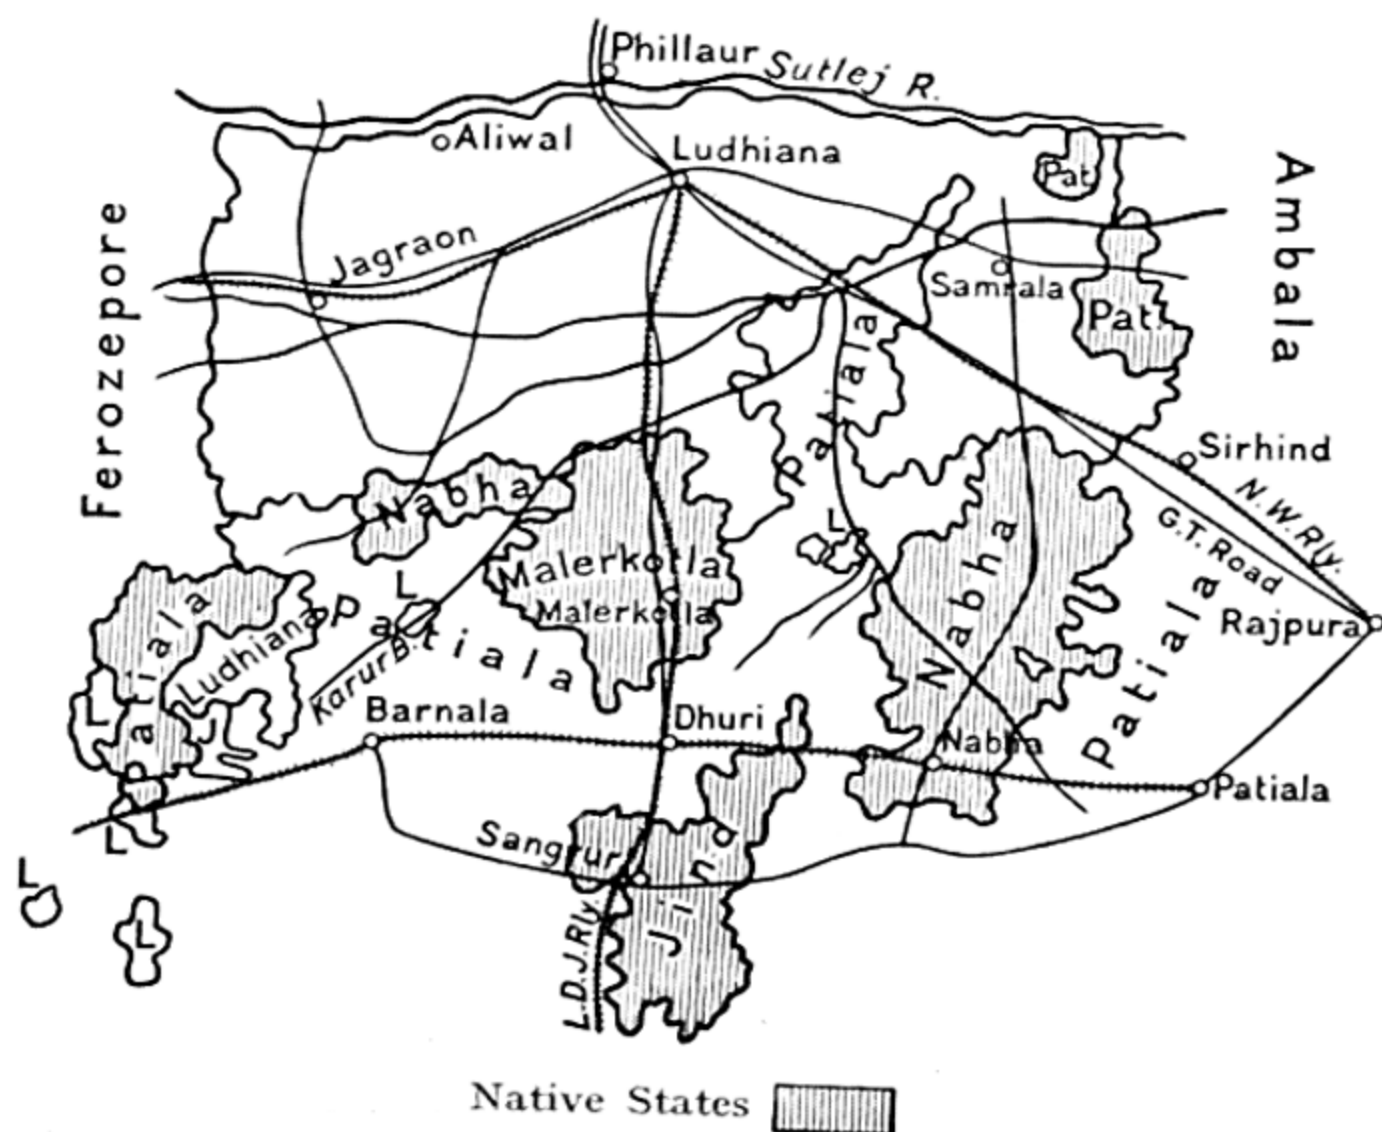 Phillaur
Sutlej R.
Aliwal
Ludhiana
Ambala
Pat.
Ferozepore
Jagraon
Samrala
Pat.
Patiala
Sirhind
N.W.Rly.
G.T. Road
Nabha
L
Malerkotla
Malerkotla
Nabha
L
Patiala
Rajpura
Patiala
Ludhiana
Patiala
Karur B.
L
L
Barnala
Dhuri
Nabha
Patiala
Sangrur
Jind
L
L
L
L.D.J.Rly.
Native States